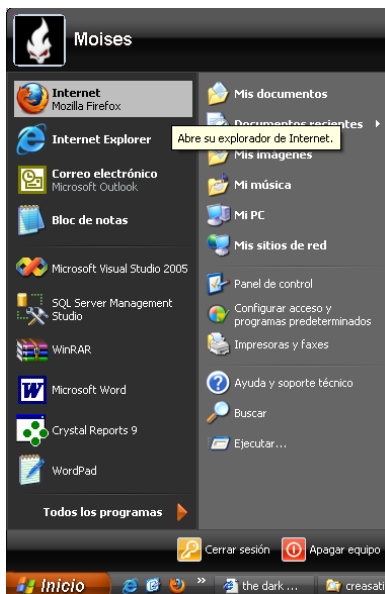 Moises
Internet
Mozilla Firefox
Internet Explorer
Correo electrónico
Microsoft Outlook
Bloc de notas
Microsoft Visual Studio 2005
SQL Server Management
Studio
WinRAR
Microsoft Word
Crystal Reports 9
WordPad
Todos los programas
Mis documentos
Documentos recientes
Abre su explorador de Internet.
Mis imágenes
Mi música
Mi PC
Mis sitios de red
Panel de control
Configurar acceso y
programas predeterminados
Impresoras y faxes
Ayuda y soporte técnico
Buscar
Ejecutar...
Cerrar sesión
Apagar equipo
Inicio
the dark ...
creasati